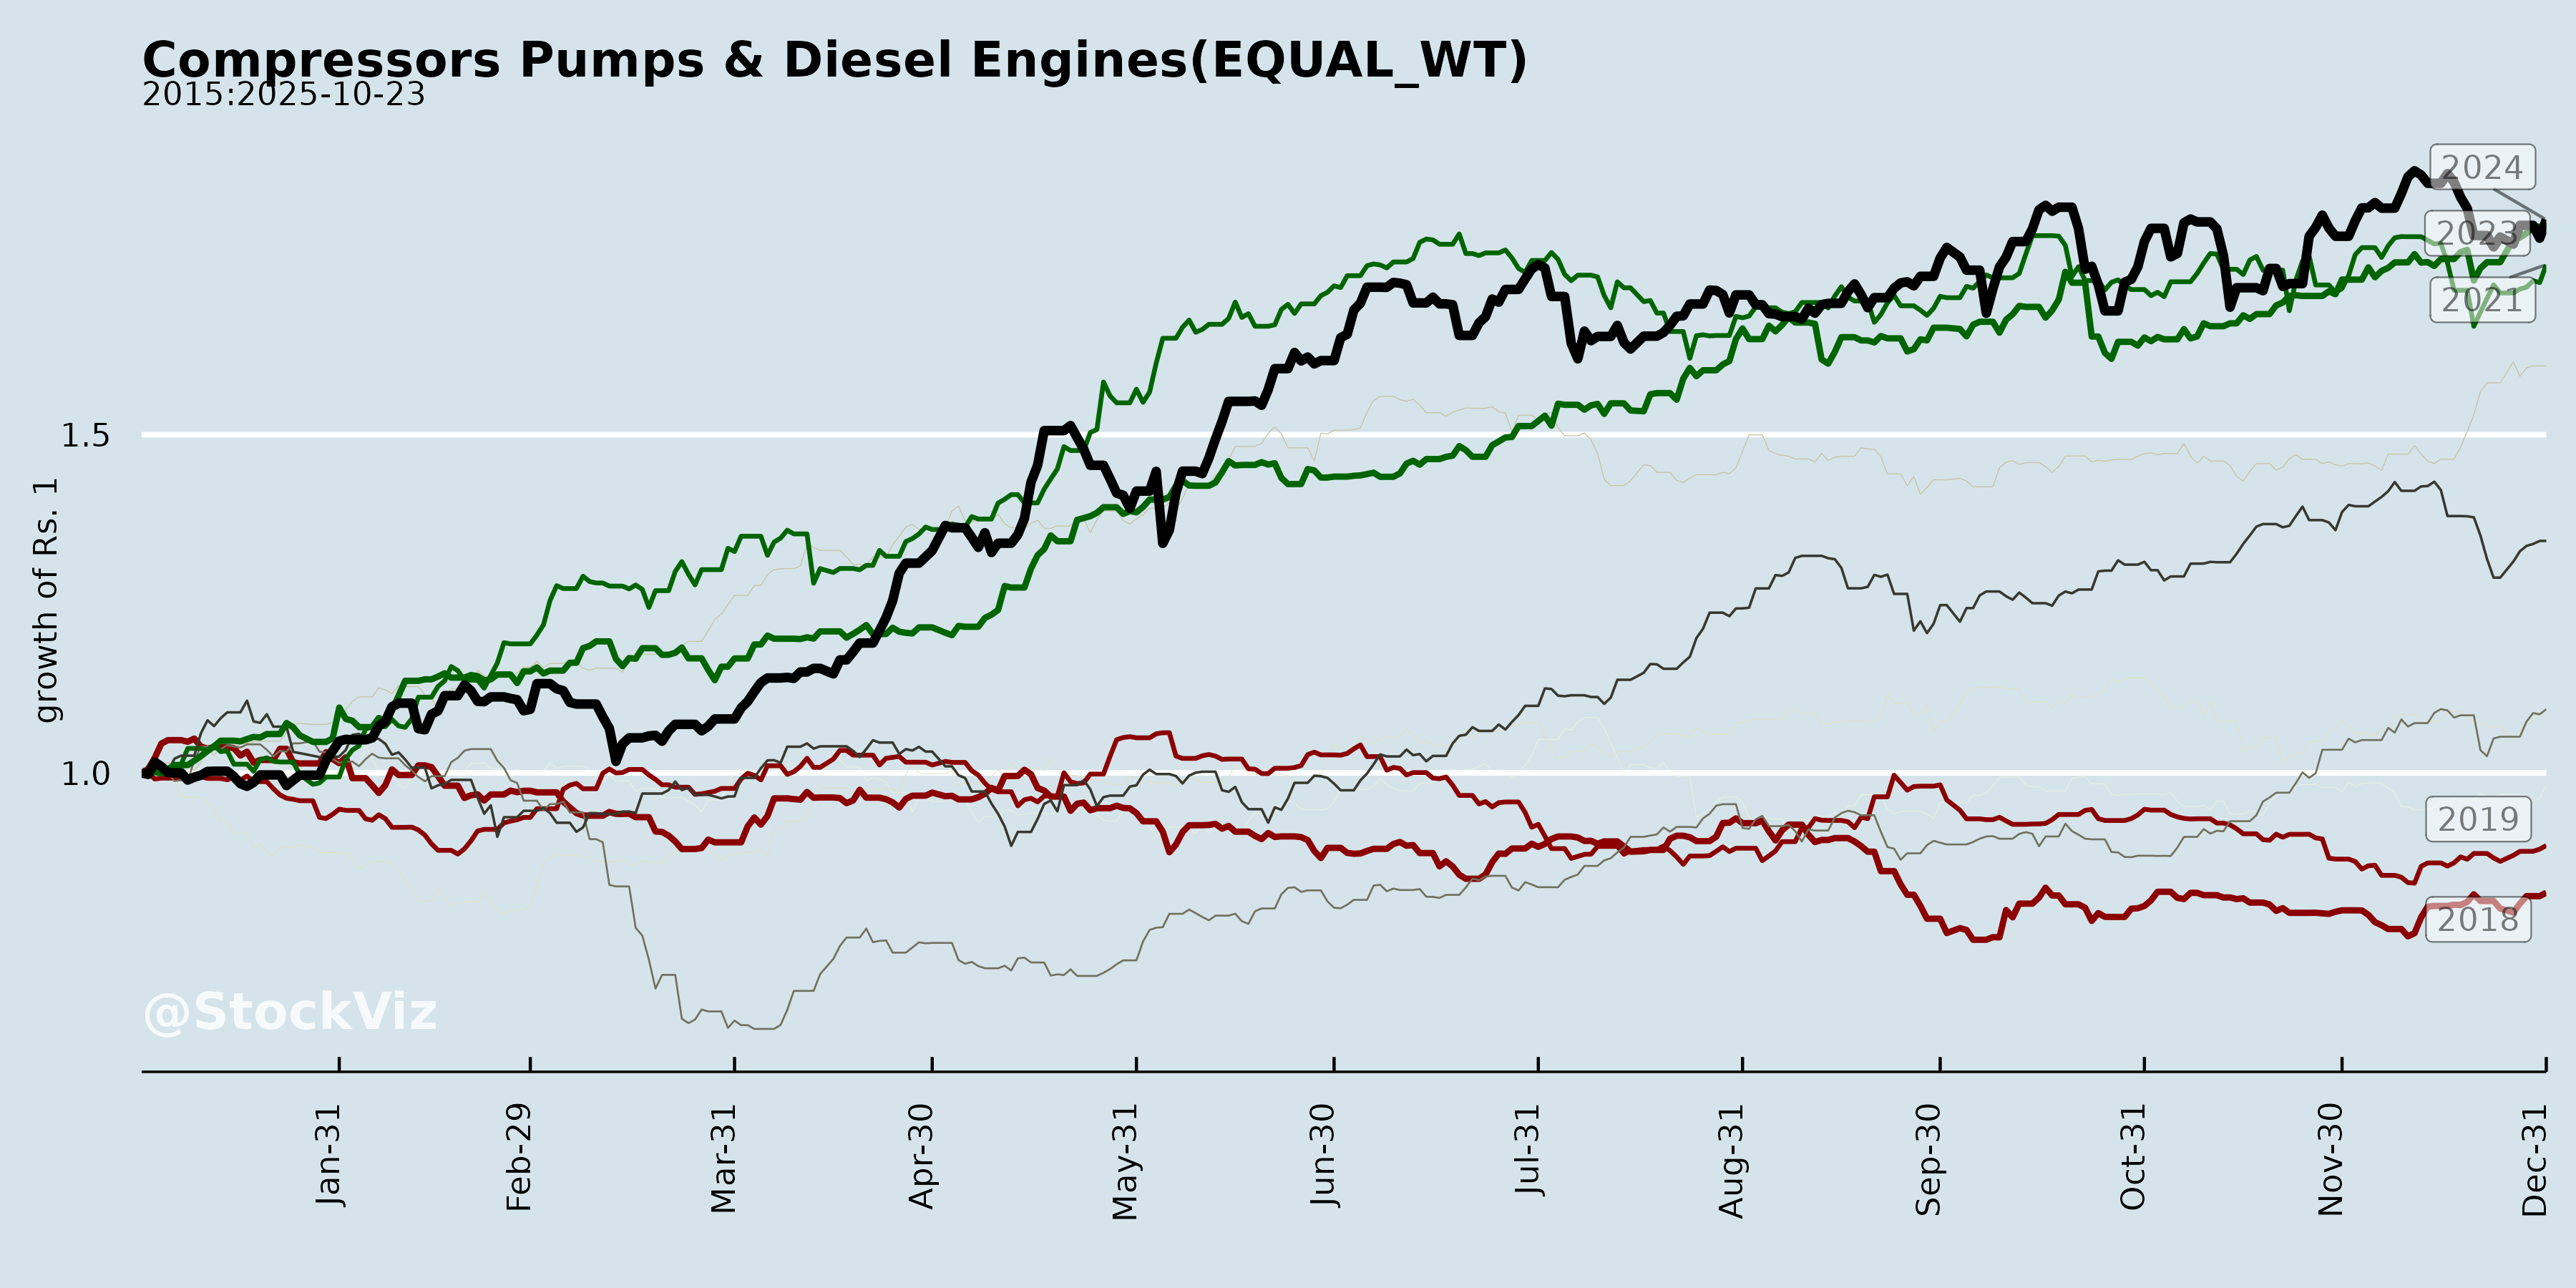 Compressors Pumps & Diesel Engines(EQUAL_WT)
2015:2025-10-23
2024
2023
2021
1.5
growth of Rs. 1
1.0
2019
2018
@StockViz
Jan-31
Feb-29
Mar-31
Apr-30
May-31
Jun-30
Jul-31
Aug-31
Sep-30
Oct-31
Nov-30
Dec-31